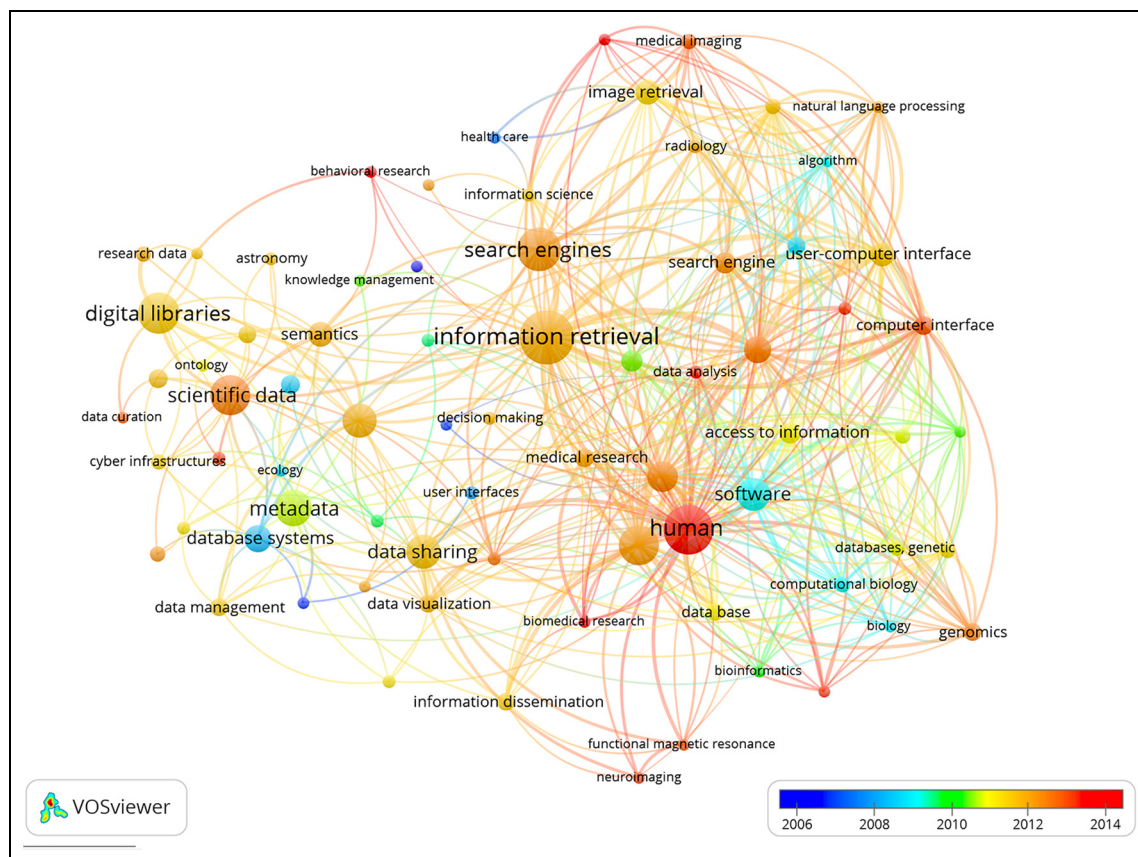 medical imaging
image retrieval
natural language processing
health care
radiology
algorithm
behavioral research
information science
search engines
research data
astronomy
search engine
user-computer interface
knowledge management
digital libraries
semantics
information retrieval
computer interface
ontology
data analysis
scientific data
data curation
decision making
access to information
cyber infrastructures
ecology
medical research
user interfaces
software
metadata
human
database systems
data sharing
databases, genetic
computational biology
data management
data visualization
data base
biomedical research
biology
genomics
bioinformatics
information dissemination
functional magnetic resonance
neuroimaging
VOSviewer
2006 2008 2010 2012 2014